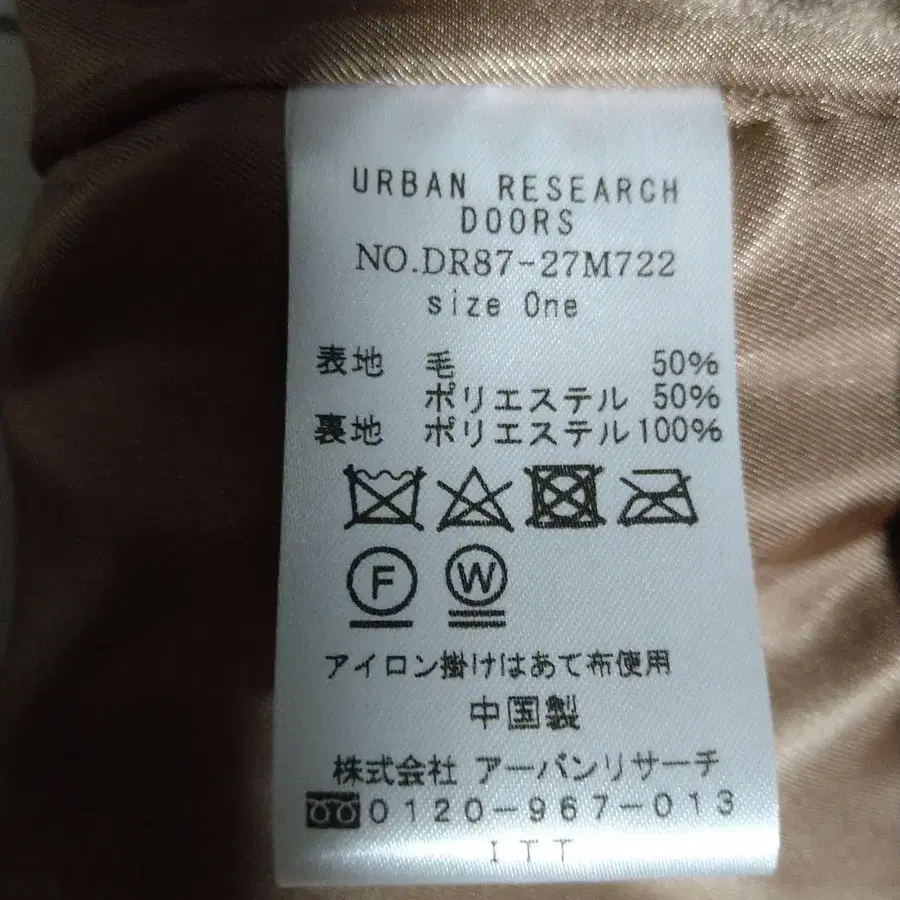 URBAN RESEARCH
DOORS
NO.DR87-27M722
size One
表地 毛 50%
ポリエステル 50%
裏地 ポリエステル 100%
F W
アイロン掛けはあて布使用
中国製
株式会社 アーバンリサーチ
0120-967-013
ITT